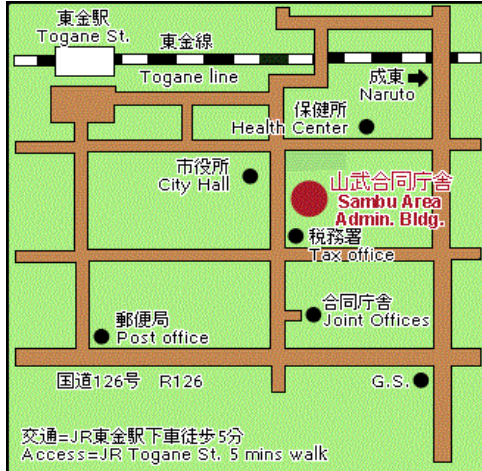 東金駅
Togane St.
東金線
Togane line
成東
Naruto
保健所
Health Center
市役所
City Hall
山武合同庁舎
Sambu Area
Admin. Bldg.
税務署
Tax office
合同庁舎
Joint Offices
郵便局
Post office
国道126号 R126
G.S.
交通=JR東金駅下車徒歩5分
Access=JR Togane St. 5 mins walk